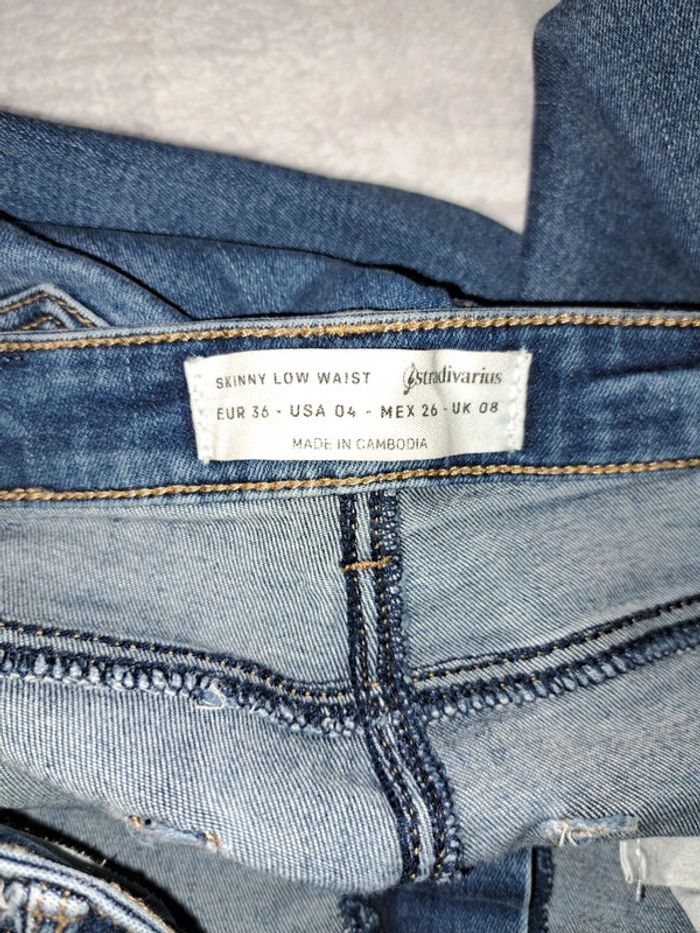 SKINNY LOW WAIST stradivarius
EUR 36 - USA 04 - MEX 26 - UK 08
MADE IN CAMBODIA